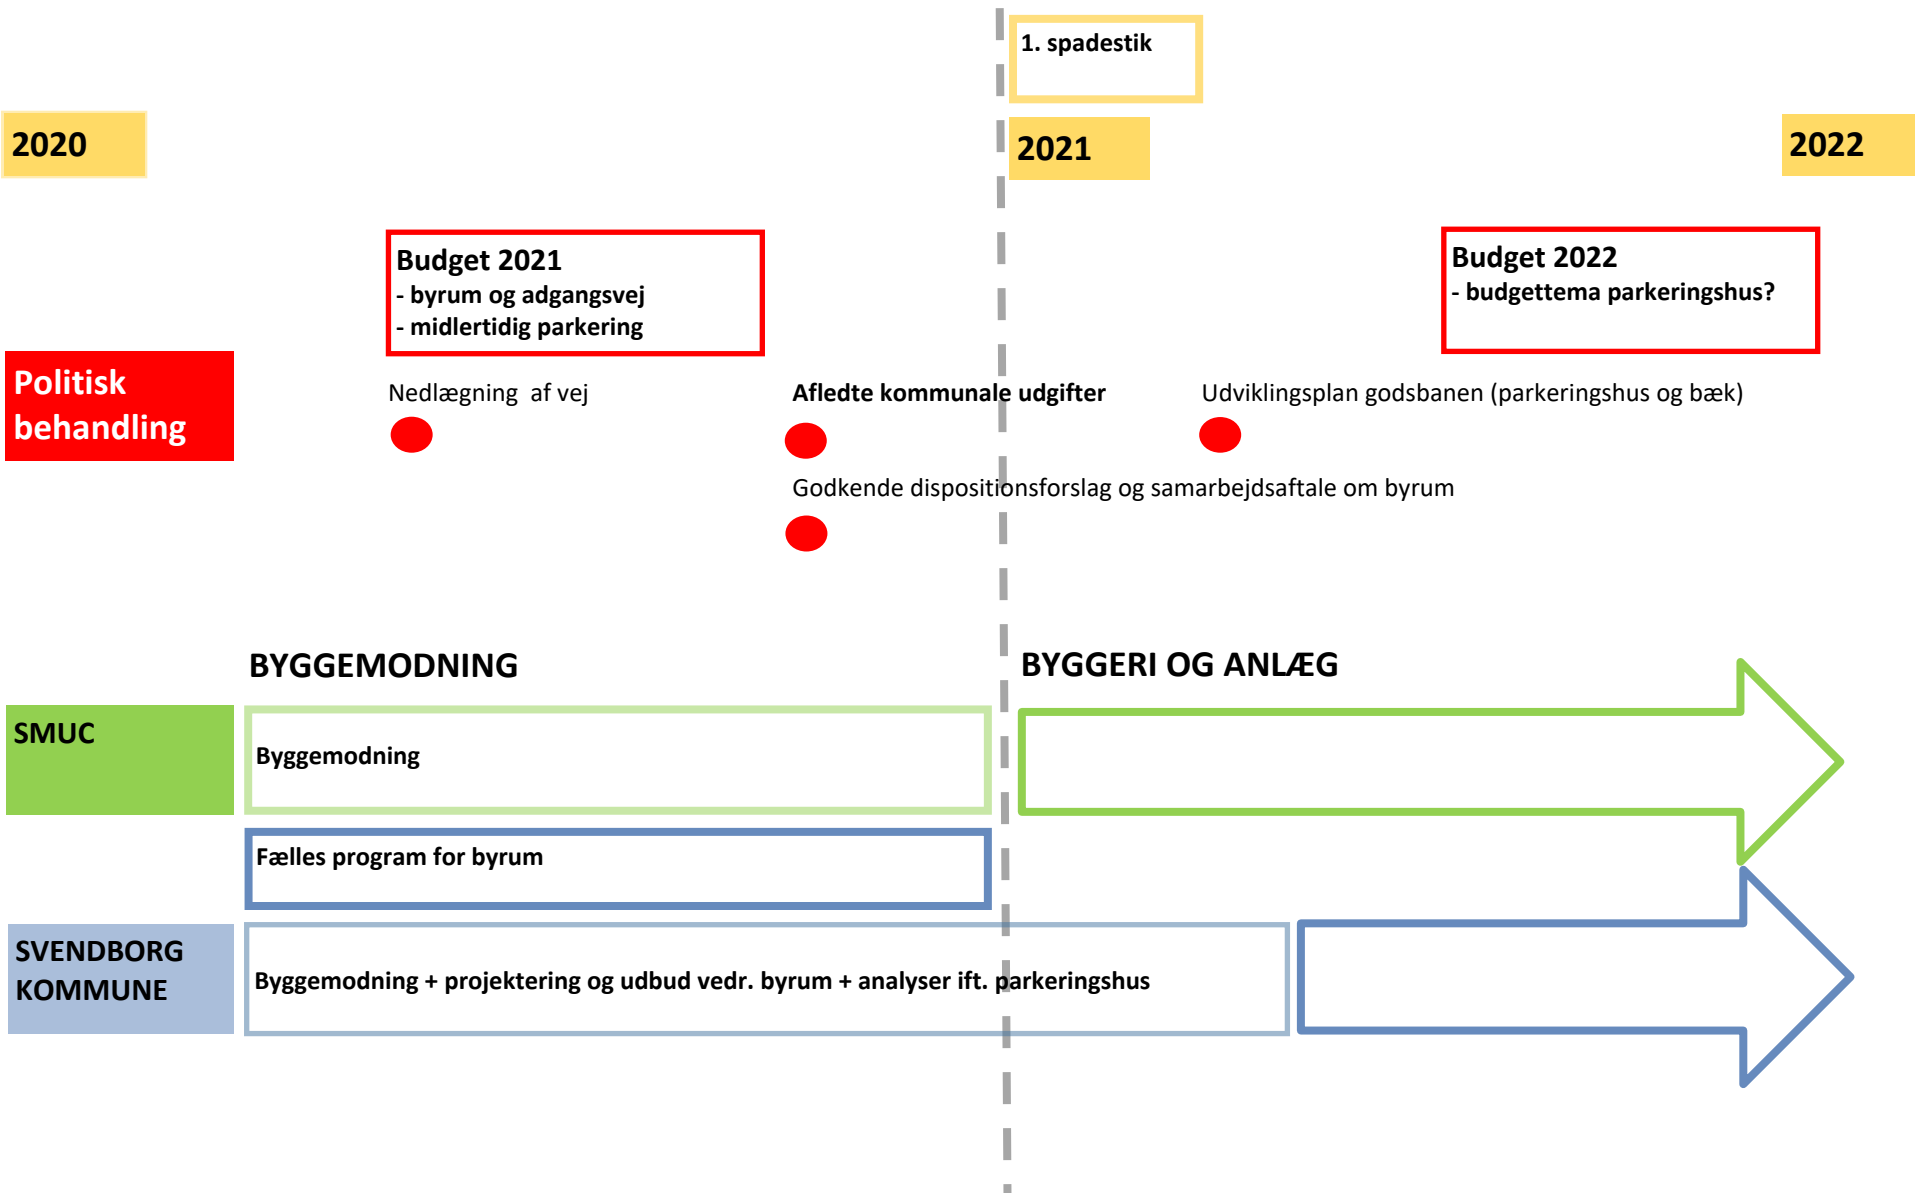 1. spadestik
2020
2021
2022
Budget 2021
- byrum og adgangsvej
- midlertidig parkering
Budget 2022
- budgettema parkeringshus?
Politisk
behandling
Nedlægning af vej
Afledte kommunale udgifter
Udviklingsplan godsbanen (parkeringshus og bæk)
Godkende dispositionsforslag og samarbejdsaftale om byrum
BYGGEMODNING
BYGGERI OG ANLÆG
SMUC
Byggemodning
Fælles program for byrum
SVENDBORG
KOMMUNE
Byggemodning + projektering og udbud vedr. byrum + analyser ift. parkeringshus